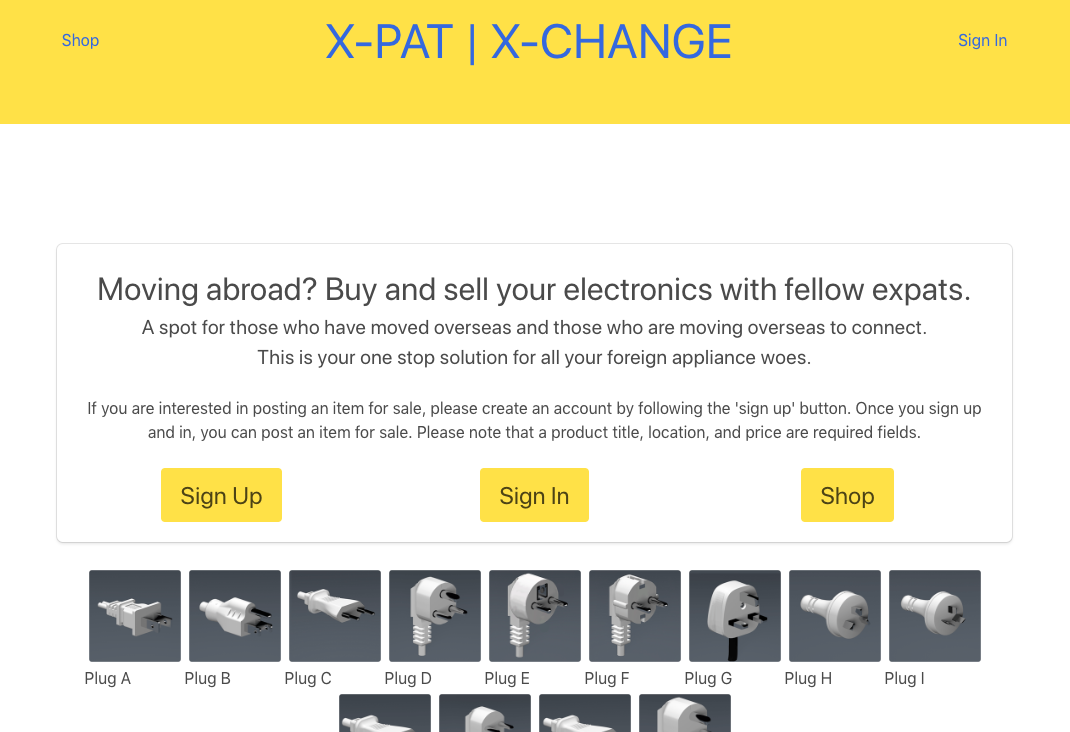 Shop
X-PAT | X-CHANGE
Sign In
Moving abroad? Buy and sell your electronics with fellow expats.
A spot for those who have moved overseas and those who are moving overseas to connect.
This is your one stop solution for all your foreign appliance woes.
If you are interested in posting an item for sale, please create an account by following the 'sign up' button. Once you sign up
and in, you can post an item for sale. Please note that a product title, location, and price are required fields.
Sign Up
Sign In
Shop
Plug A
Plug B
Plug C
Plug D
Plug E
Plug F
Plug G
Plug H
Plug I